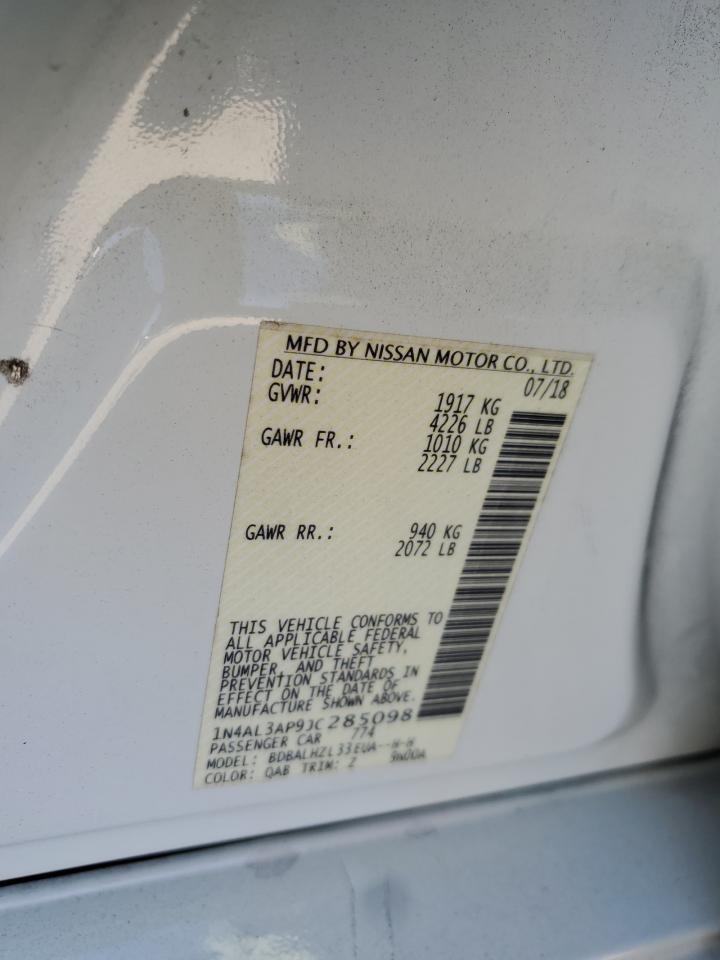 MFD BY NISSAN MOTOR CO., LTD.
DATE: 07/18
GVWR: 1917 KG
4226 LB
GAWR FR.: 1010 KG
2227 LB
GAWR RR.: 940 KG
2072 LB
THIS VEHICLE CONFORMS TO
ALL APPLICABLE FEDERAL
MOTOR VEHICLE SAFETY,
BUMPER, AND THEFT
PREVENTION STANDARDS IN
EFFECT ON THE DATE OF
MANUFACTURE SHOWN ABOVE.
1N4AL3AP9JC285098
PASSENGER CAR 774
MODEL: BDBALHZL33EUA--H-H
COLOR: QAB TRIM: Z